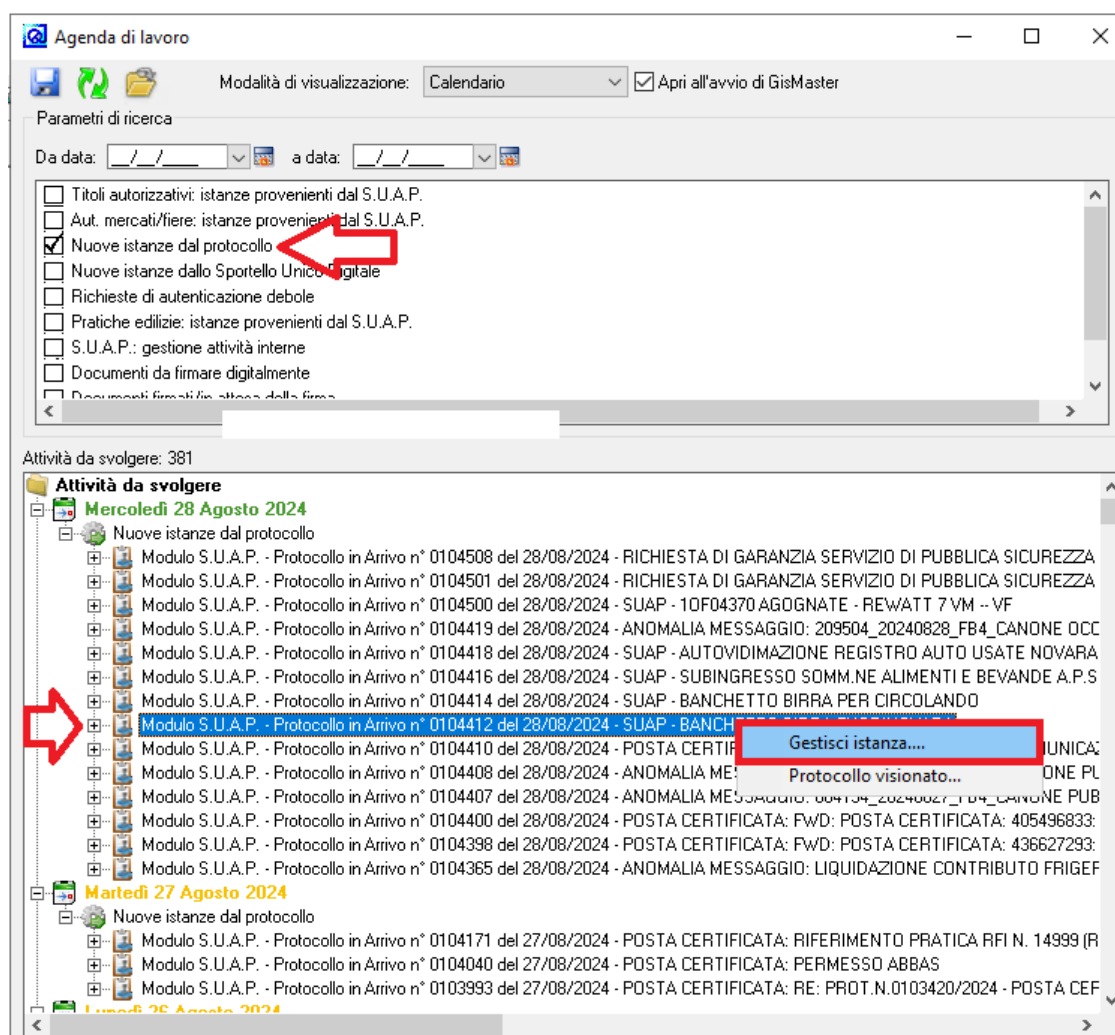 Agenda di lavoro
Modalità di visualizzazione: Calendario Apri all'avvio di GisMaster
Parametri di ricerca
Da data: __/__/____ a data: __/__/____
Titoli autorizzativi: istanze provenienti dal S.U.A.P.
Aut. mercati/fiere: istanze provenienti dal S.U.A.P.
Nuove istanze dal protocollo
Nuove istanze dallo Sportello Unico Digitale
Richieste di autenticazione debole
Pratiche edilizie: istanze provenienti dal S.U.A.P.
S.U.A.P.: gestione attività interne
Documenti da firmare digitalmente
Documenti firmati/in attesa della firma
Attività da svolgere: 381
Attività da svolgere
Mercoledì 28 Agosto 2024
Nuove istanze dal protocollo
Modulo S.U.A.P. - Protocollo in Arrivo n° 0104508 del 28/08/2024 - RICHIESTA DI GARANZIA SERVIZIO DI PUBBLICA SICUREZZA
Modulo S.U.A.P. - Protocollo in Arrivo n° 0104501 del 28/08/2024 - RICHIESTA DI GARANZIA SERVIZIO DI PUBBLICA SICUREZZA
Modulo S.U.A.P. - Protocollo in Arrivo n° 0104500 del 28/08/2024 - SUAP - 10F04370 AGOGNATE - REWATT 7 VM -- VF
Modulo S.U.A.P. - Protocollo in Arrivo n° 0104419 del 28/08/2024 - ANOMALIA MESSAGGIO: 209504_20240828_FB4_CANONE OCC
Modulo S.U.A.P. - Protocollo in Arrivo n° 0104418 del 28/08/2024 - SUAP - AUTOVIDIMAZIONE REGISTRO AUTO USATE NOVARA
Modulo S.U.A.P. - Protocollo in Arrivo n° 0104416 del 28/08/2024 - SUAP - SUBINGRESSO SOMM.NE ALIMENTI E BEVANDE A.P.S
Modulo S.U.A.P. - Protocollo in Arrivo n° 0104414 del 28/08/2024 - SUAP - BANCHETTO BIRRA PER CIRCOLANDO
Modulo S.U.A.P. - Protocollo in Arrivo n° 0104412 del 28/08/2024 - SUAP - BANCH
Gestisci istanza....
Modulo S.U.A.P. - Protocollo in Arrivo n° 0104410 del 28/08/2024 - POSTA CERTIF UNICAZ
Protocollo visionato...
Modulo S.U.A.P. - Protocollo in Arrivo n° 0104408 del 28/08/2024 - ANOMALIA ME ONE PU
Modulo S.U.A.P. - Protocollo in Arrivo n° 0104407 del 28/08/2024 - ANOMALIA MESSAGGIO: CANONE PUB
Modulo S.U.A.P. - Protocollo in Arrivo n° 0104400 del 28/08/2024 - POSTA CERTIFICATA: FWD: POSTA CERTIFICATA: 405496833:
Modulo S.U.A.P. - Protocollo in Arrivo n° 0104398 del 28/08/2024 - POSTA CERTIFICATA: FWD: POSTA CERTIFICATA: 436627293:
Modulo S.U.A.P. - Protocollo in Arrivo n° 0104365 del 28/08/2024 - ANOMALIA MESSAGGIO: LIQUIDAZIONE CONTRIBUTO FRIGEF
Martedì 27 Agosto 2024
Nuove istanze dal protocollo
Modulo S.U.A.P. - Protocollo in Arrivo n° 0104171 del 27/08/2024 - POSTA CERTIFICATA: RIFERIMENTO PRATICA RFI N. 14999 (R
Modulo S.U.A.P. - Protocollo in Arrivo n° 0104040 del 27/08/2024 - POSTA CERTIFICATA: PERMESSO ABBAS
Modulo S.U.A.P. - Protocollo in Arrivo n° 0103993 del 27/08/2024 - POSTA CERTIFICATA: RE: PROT.N.0103420/2024 - POSTA CEF
Lunedì 26 Agosto 2024